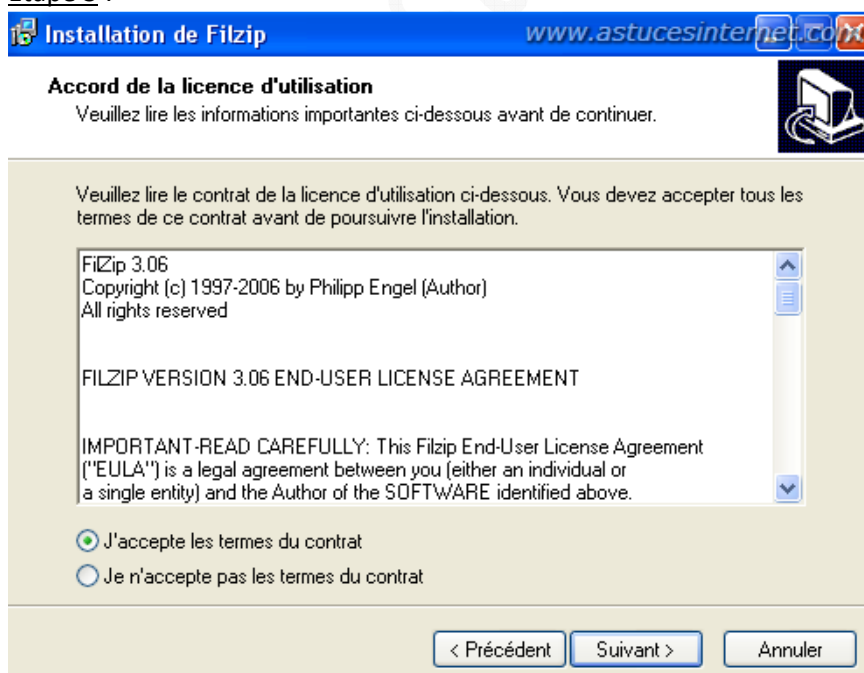 Installation de Filzip
www.astucesinternet.com
Accord de la licence d'utilisation
Veuillez lire les informations importantes ci-dessous avant de continuer.
Veuillez lire le contrat de la licence d'utilisation ci-dessous. Vous devez accepter tous les
termes de ce contrat avant de poursuivre l'installation.
FilZip 3.06
Copyright (c) 1997-2006 by Philipp Engel (Author)
All rights reserved
FILZIP VERSION 3.06 END-USER LICENSE AGREEMENT
IMPORTANT-READ CAREFULLY: This Filzip End-User License Agreement
("EULA") is a legal agreement between you (either an individual or
a single entity) and the Author of the SOFTWARE identified above.
J'accepte les termes du contrat
Je n'accepte pas les termes du contrat
< Précédent
Suivant >
Annuler